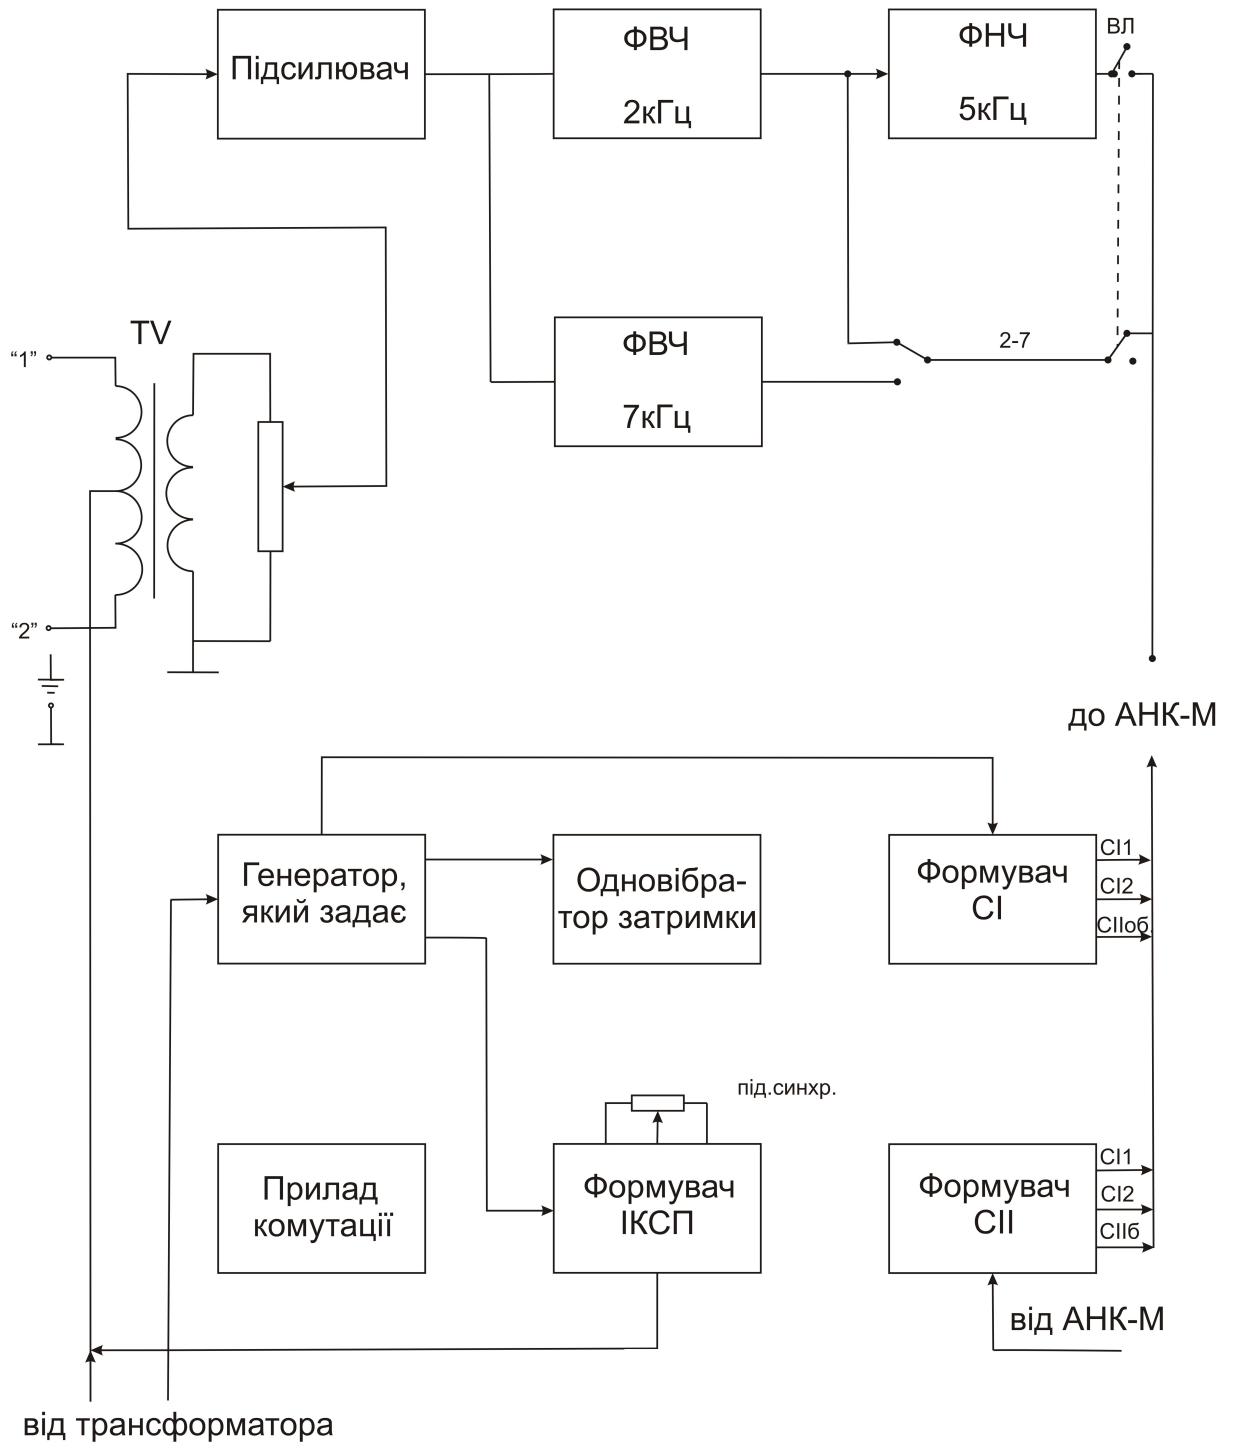 ВЛ
Підсилювач
ФВЧ
2кГц
ФНЧ
5кГц
TV
“1”
ФВЧ
7кГц
2-7
“2”
до АНК-М
Генератор,
який задає
Одновібра-
тор затримки
Формувач
СІ
СІ1
СІ2
СІІоб.
під.синхр.
Прилад
комутації
Формувач
ІКСП
Формувач
СІІ
СІ1
СІ2
СІІб
від АНК-М
від трансформатора